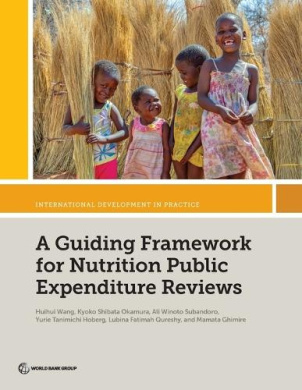 INTERNATIONAL DEVELOPMENT IN PRACTICE
A Guiding Framework
for Nutrition Public
Expenditure Reviews
Huihui Wang, Kyoko Shibata Okamura, Ali Winoto Subandoro,
Yurie Tanimichi Hoberg, Lubina Fatimah Qureshy, and Mamata Ghimire
WORLD BANK GROUP